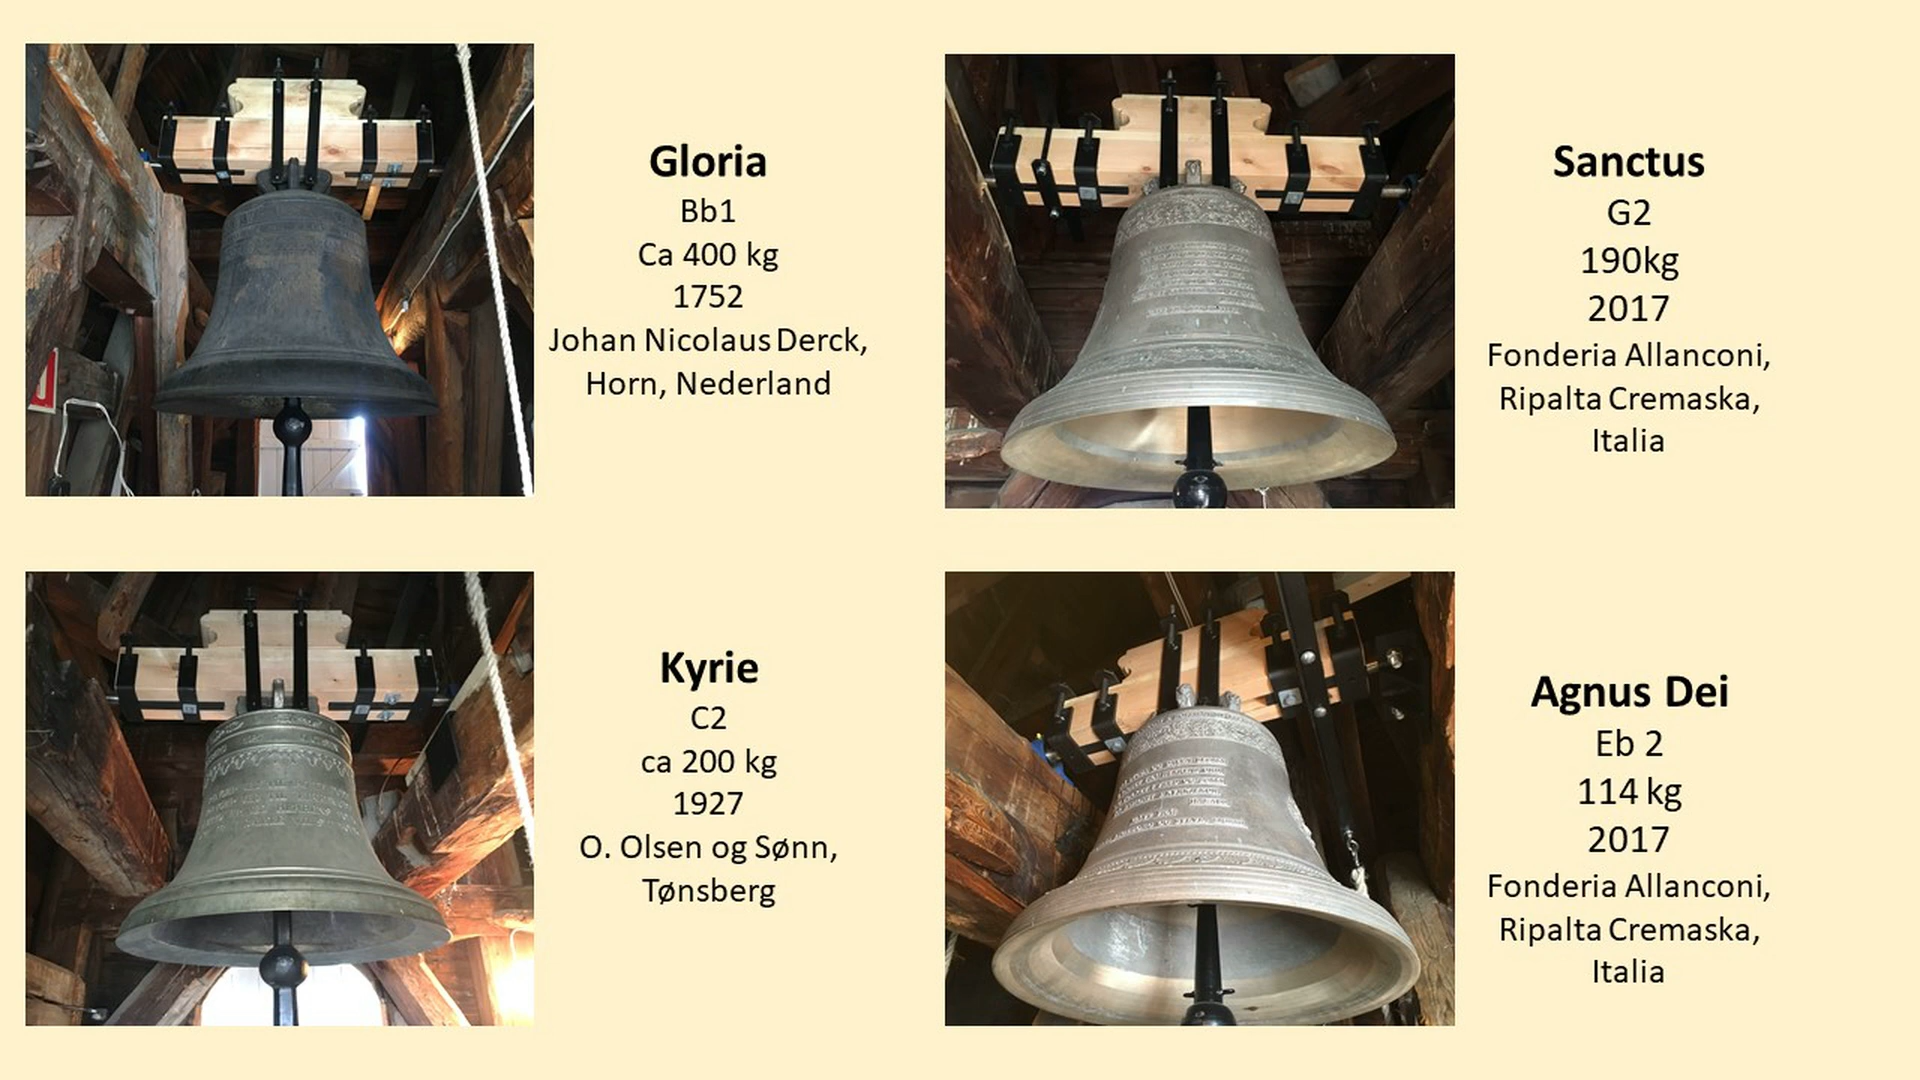 Gloria
Bb1
Ca 400 kg
1752
Johan Nicolaus Derck,
Horn, Nederland
Sanctus
G2
190kg
2017
Fonderia Allanconi,
Ripalta Cremaska,
Italia
Kyrie
C2
ca 200 kg
1927
O. Olsen og Sønn,
Tønsberg
Agnus Dei
Eb 2
114 kg
2017
Fonderia Allanconi,
Ripalta Cremaska,
Italia